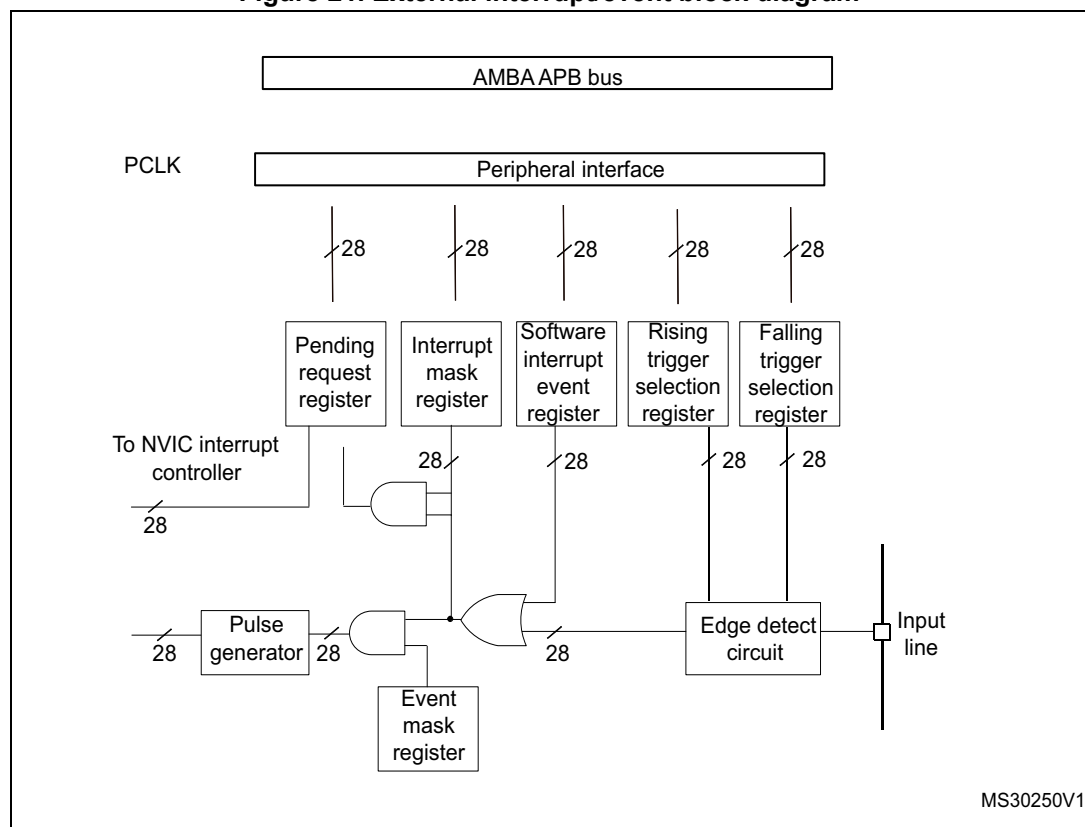 Figure 21. External interrupt/event block diagram
AMBA APB bus
PCLK
Peripheral interface
28
28
28
28
28
Pending
request
register
Interrupt
mask
register
Software
interrupt
event
register
Rising
trigger
selection
register
Falling
trigger
selection
register
To NVIC interrupt
controller
28
28
28
28
28
Pulse
generator
28
28
28
Edge detect
circuit
Input
line
Event
mask
register
MS30250V1